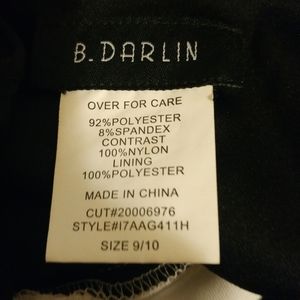 B. DARLIN
OVER FOR CARE
92%POLYESTER
8%SPANDEX
CONTRAST
100%NYLON
LINING
100%POLYESTER
MADE IN CHINA
CUT#20006976
STYLE#I7AAG411H
SIZE 9/10